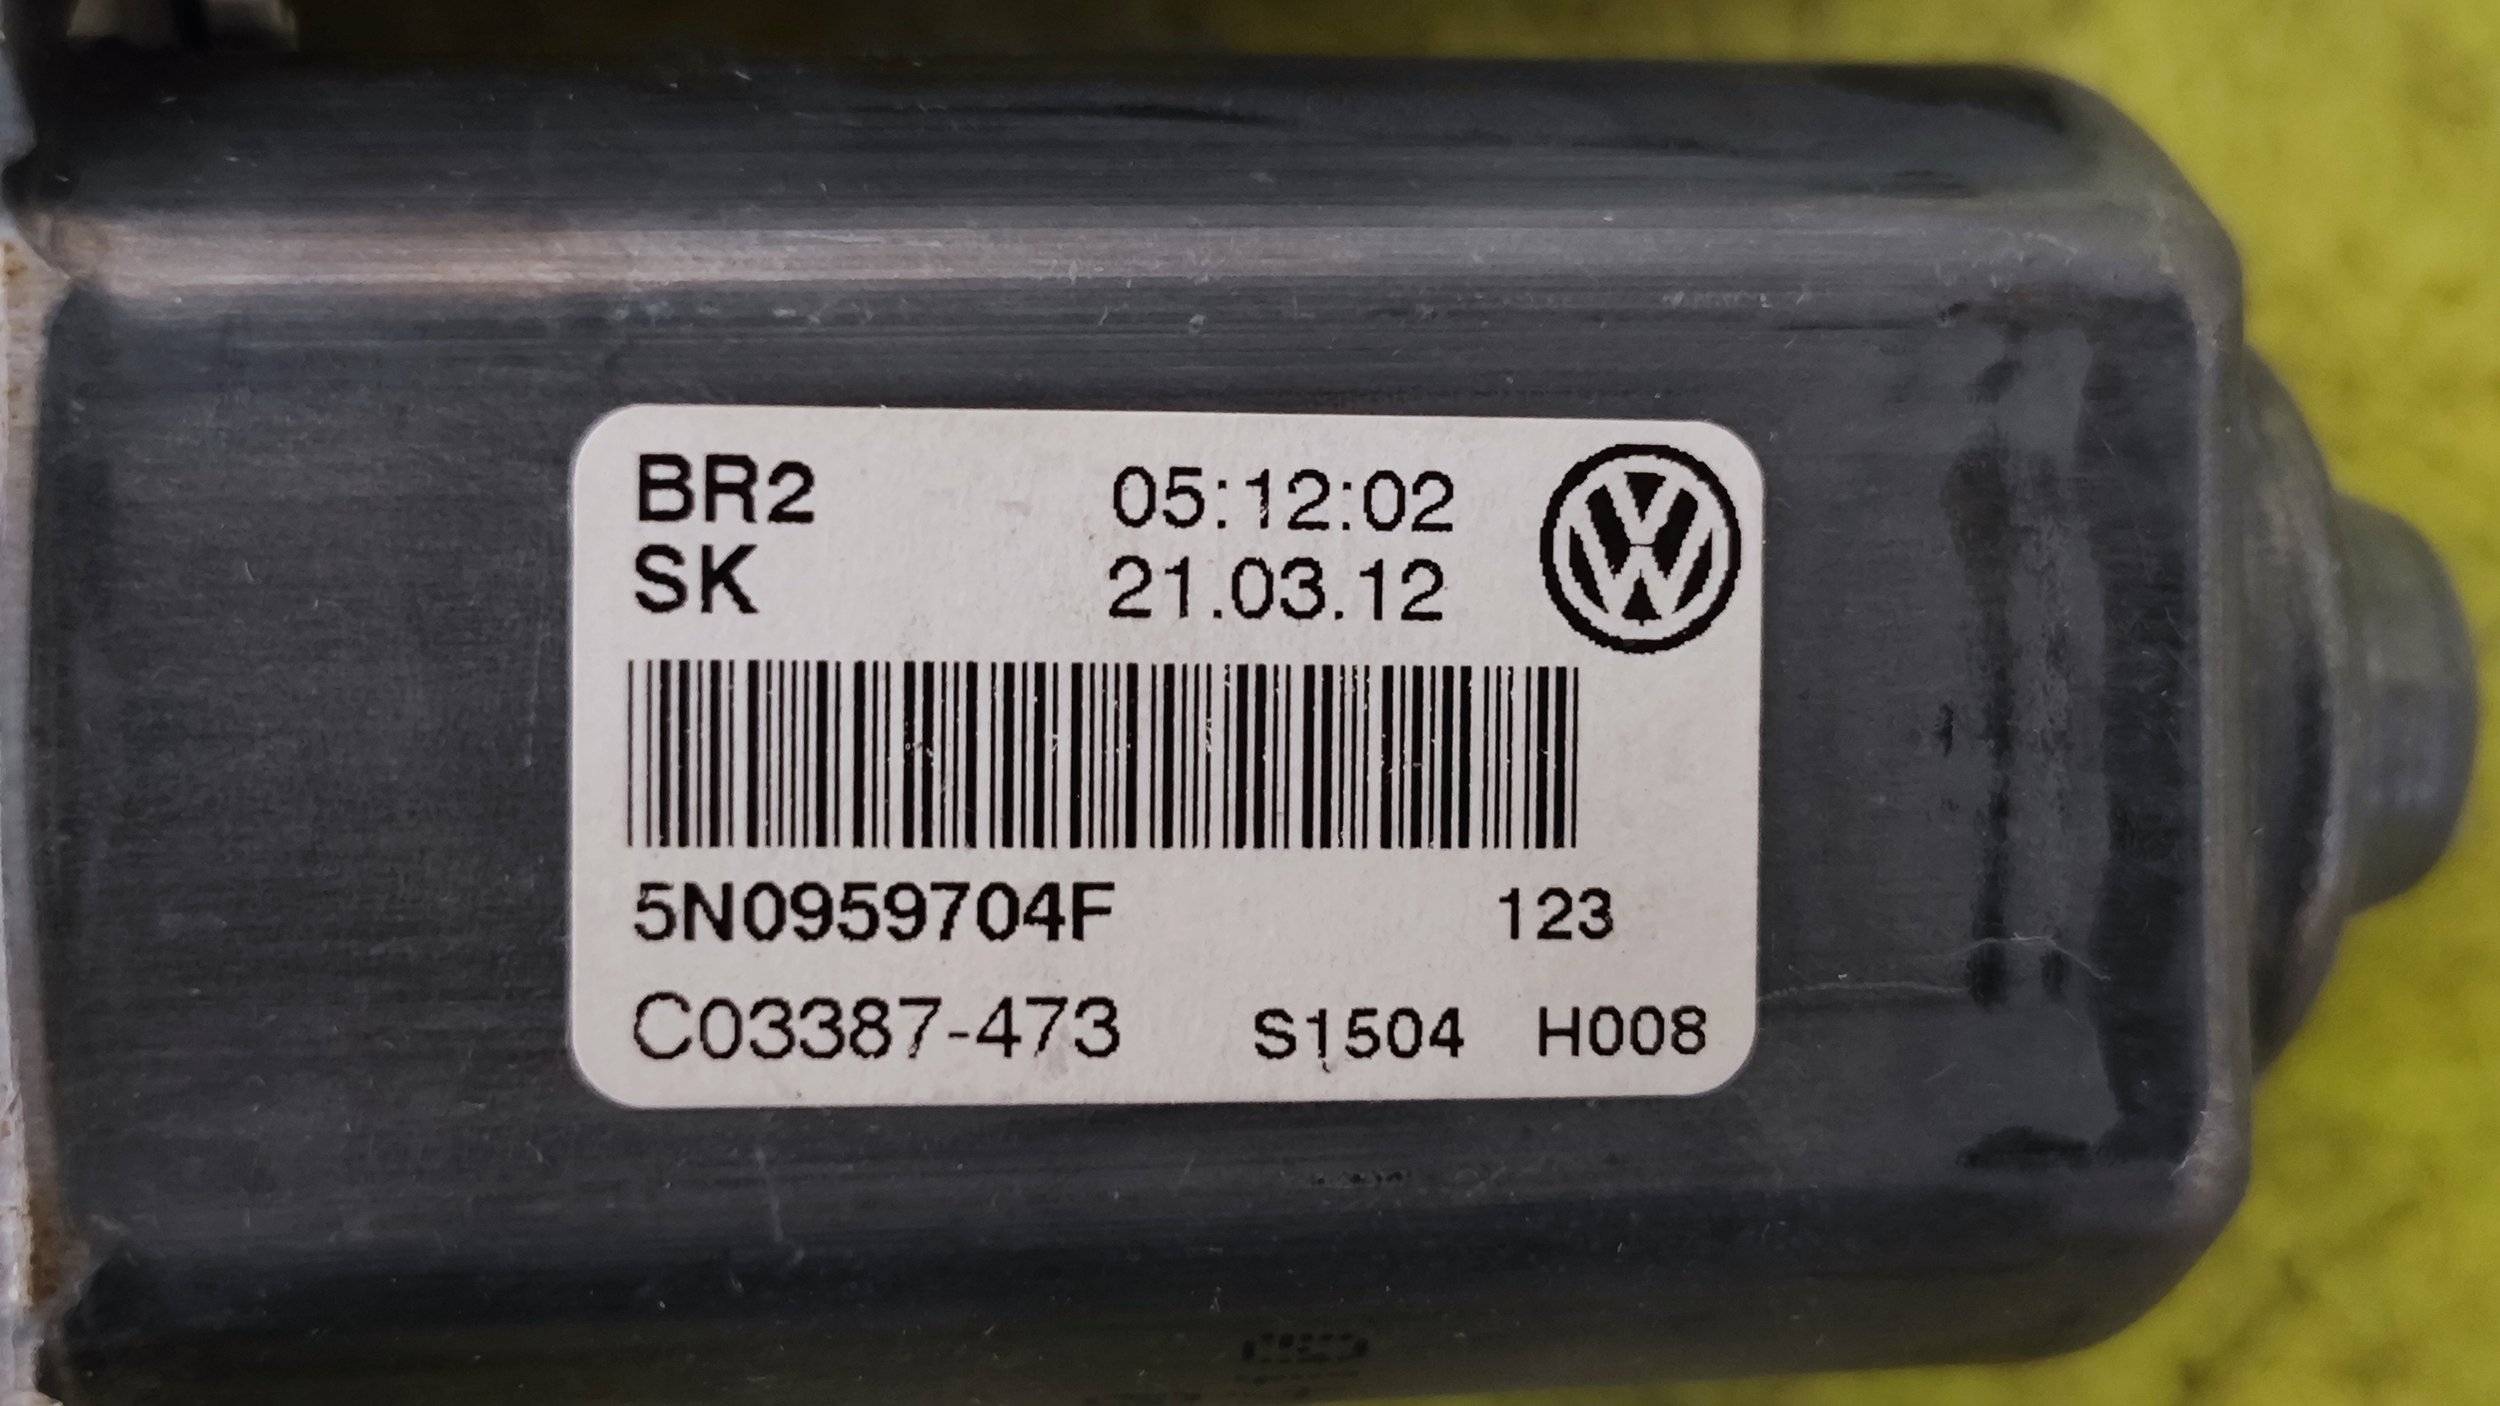 BR2 05:12:02
SK 21.03.12
5N0959704F 123
C03387-473 S1504 H008